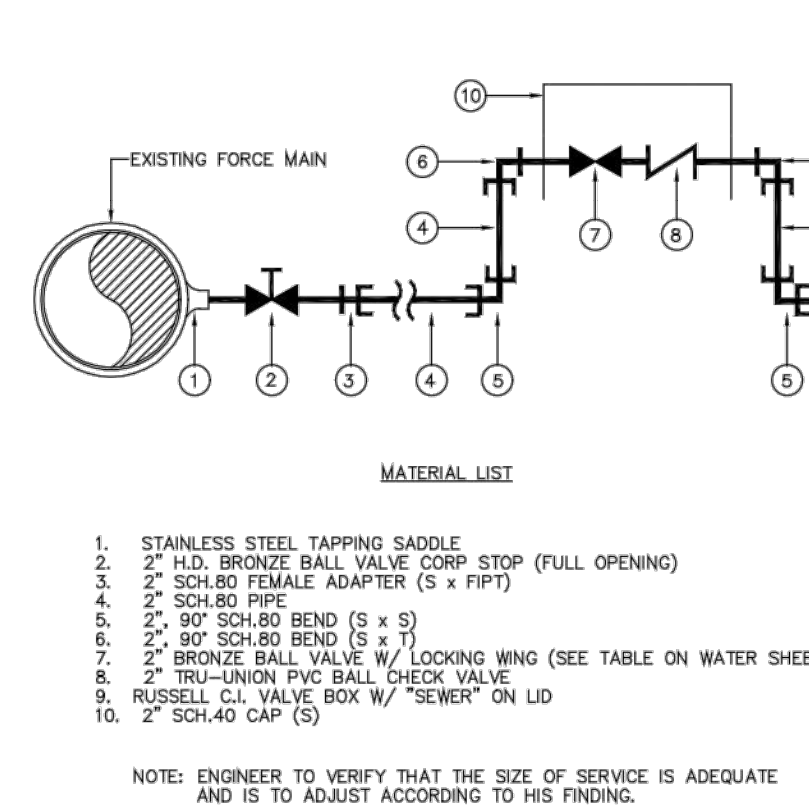 10
EXISTING FORCE MAIN
6
4
7
8
1
2
3
4
5
5
MATERIAL LIST
1. STAINLESS STEEL TAPPING SADDLE
2. 2" H.D. BRONZE BALL VALVE CORP STOP (FULL OPENING)
3. 2" SCH.80 FEMALE ADAPTER (S x FIPT)
4. 2" SCH.80 PIPE
5. 2", 90° SCH.80 BEND (S x S)
6. 2", 90° SCH.80 BEND (S x T)
7. 2" BRONZE BALL VALVE W/ LOCKING WING (SEE TABLE ON WATER SHEE
8. 2" TRU-UNION PVC BALL CHECK VALVE
9. RUSSELL C.I. VALVE BOX W/ "SEWER" ON LID
10. 2" SCH.40 CAP (S)
NOTE: ENGINEER TO VERIFY THAT THE SIZE OF SERVICE IS ADEQUATE
AND IS TO ADJUST ACCORDING TO HIS FINDING.